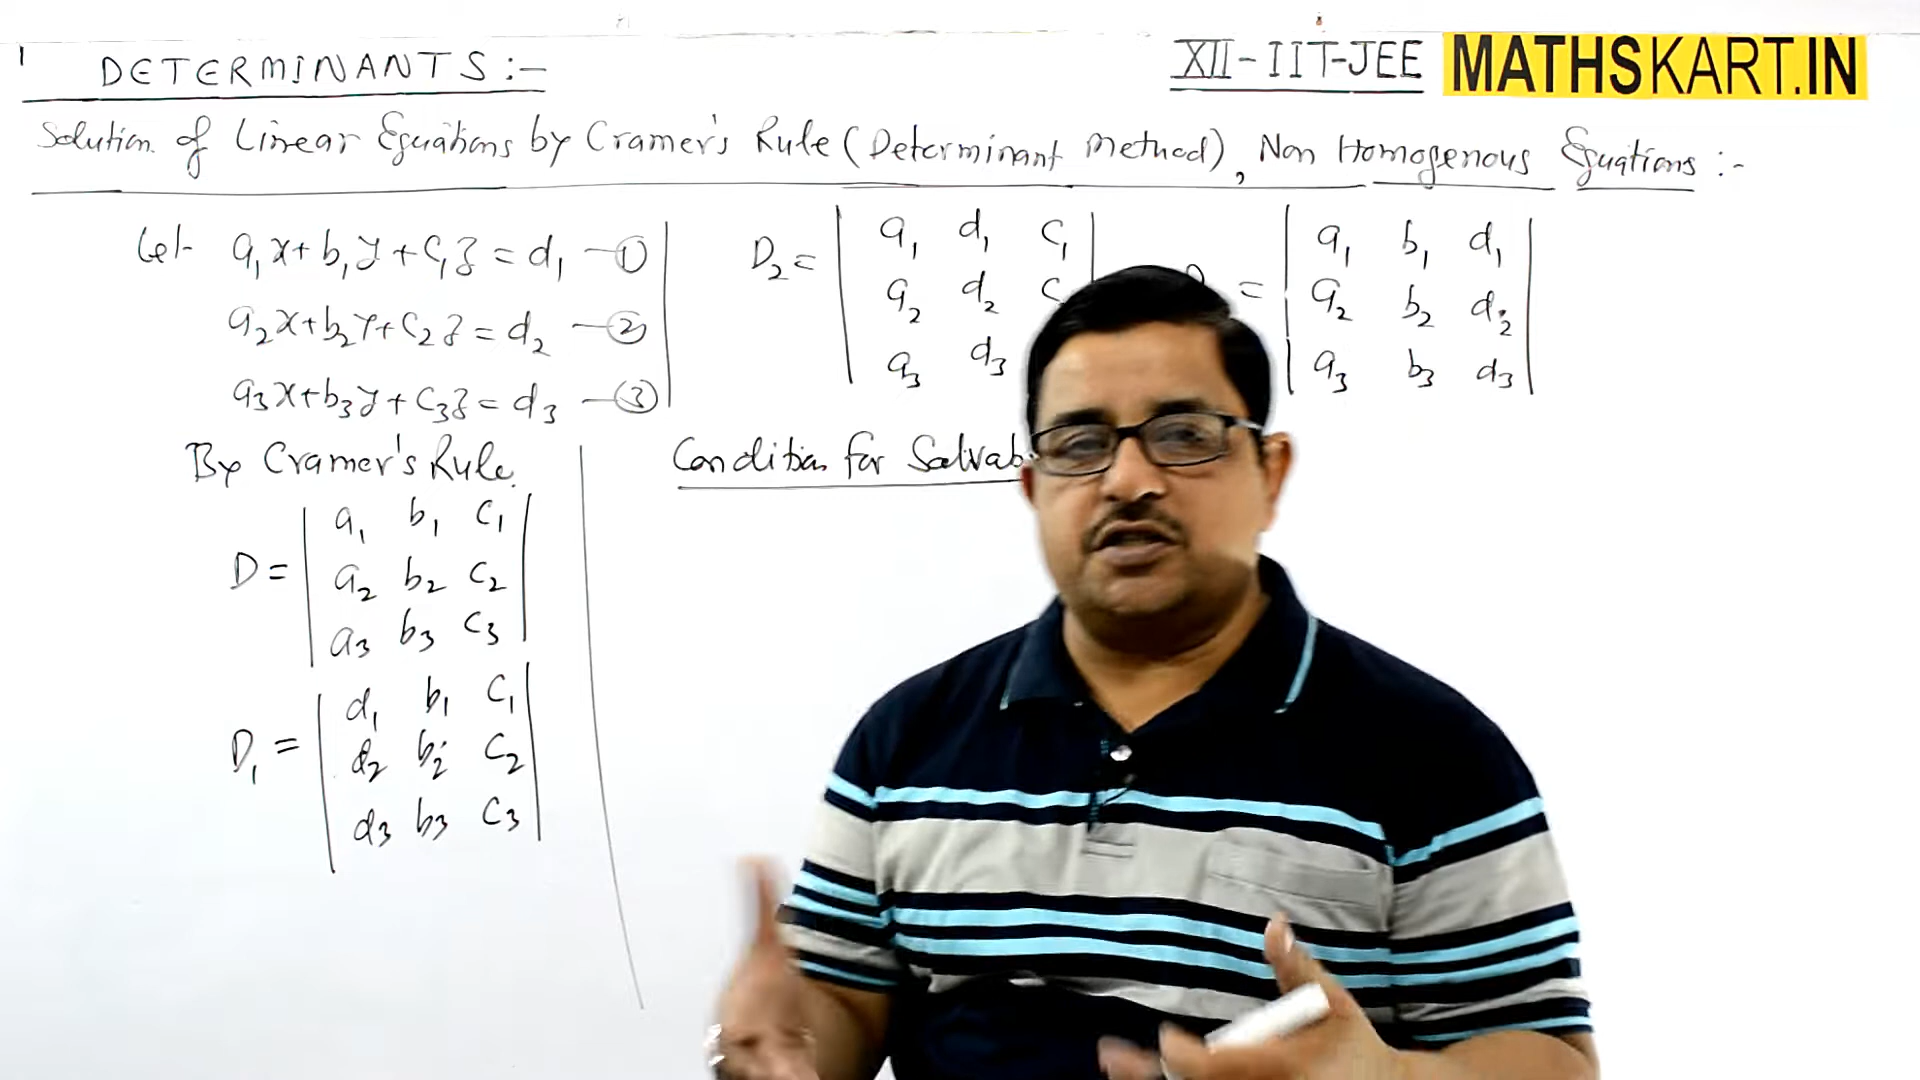 DETERMINANTS :-
XII - IIT-JEE MATHSKART.IN
Solution of Linear Equations by Cramer's Rule (Determinant Method), Non Homogenous Equations :-
Let a₁x + b₁y + c₁z = d₁ —①
a₂x + b₂y + c₂z = d₂ —②
a₃x + b₃y + c₃z = d₃ —③
D₂ = | a₁ d₁ c₁ |
a₂ d₂ c
a₃ d₃
= | a₁ b₁ d₁ |
a₂ b₂ d₂
a₃ b₃ d₃
By Cramer's Rule
D = | a₁ b₁ c₁ |
a₂ b₂ c₂
a₃ b₃ c₃
D₁ = | d₁ b₁ c₁ |
d₂ b₂ c₂
d₃ b₃ c₃
Condition for Solvab